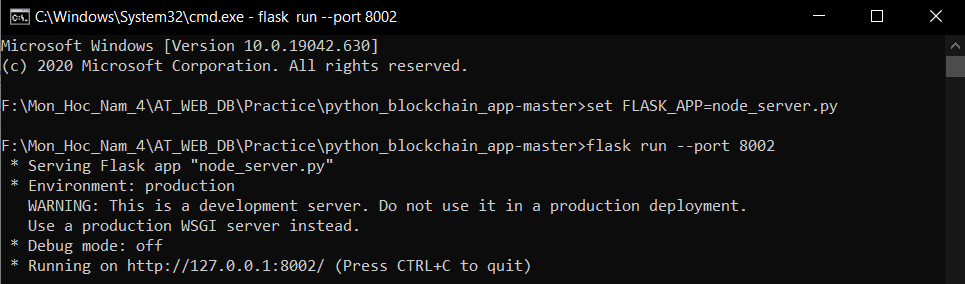 C:\Windows\System32\cmd.exe - flask  run --port 8002
Microsoft Windows [Version 10.0.19042.630]
(c) 2020 Microsoft Corporation. All rights reserved.
F:\Mon_Hoc_Nam_4\AT_WEB_DB\Practice\python_blockchain_app-master>set FLASK_APP=node_server.py
F:\Mon_Hoc_Nam_4\AT_WEB_DB\Practice\python_blockchain_app-master>flask run --port 8002
 * Serving Flask app "node_server.py"
 * Environment: production
   WARNING: This is a development server. Do not use it in a production deployment.
   Use a production WSGI server instead.
 * Debug mode: off
 * Running on http://127.0.0.1:8002/ (Press CTRL+C to quit)